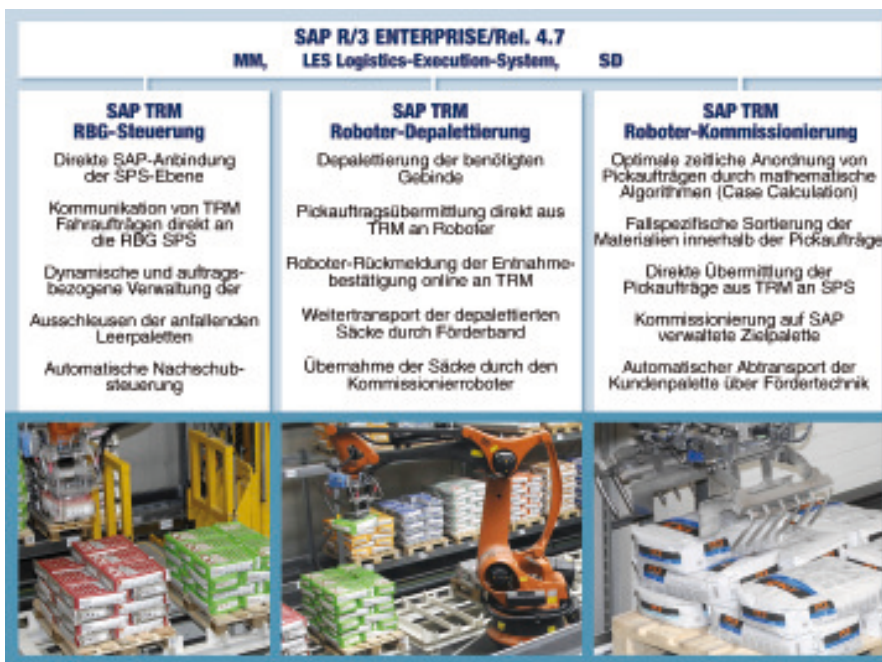 SAP R/3 ENTERPRISE/Rel. 4.7
MM, LES Logistics-Execution-System, SD
SAP TRM
RBG-Steuerung
Direkte SAP-Anbindung
der SPS-Ebene
Kommunikation von TRM
Fahraufträgen direkt an
die RBG SPS
Dynamische und auftrags-
bezogene Verwaltung der
Ausschleusen der anfallenden
Leerpaletten
Automatische Nachschub-
steuerung
SAP TRM
Roboter-Depalettierung
Depalettierung der benötigten
Gebinde
Pickauftragsübermittlung direkt aus
TRM an Roboter
Roboter-Rückmeldung der Entnahme-
bestätigung online an TRM
Weitertransport der depalettierten
Säcke durch Förderband
Übernahme der Säcke durch den
Kommissionierroboter
SAP TRM
Roboter-Kommissionierung
Optimale zeitliche Anordnung von
Pickaufträgen durch mathematische
Algorithmen (Case Calculation)
Fallspezifische Sortierung der
Materialien innerhalb der Pickaufträge
Direkte Übermittlung der
Pickaufträge aus TRM an SPS
Kommissionierung auf SAP
verwaltete Zielpalette
Automatischer Abtransport der
Kundenpalette über Fördertechnik